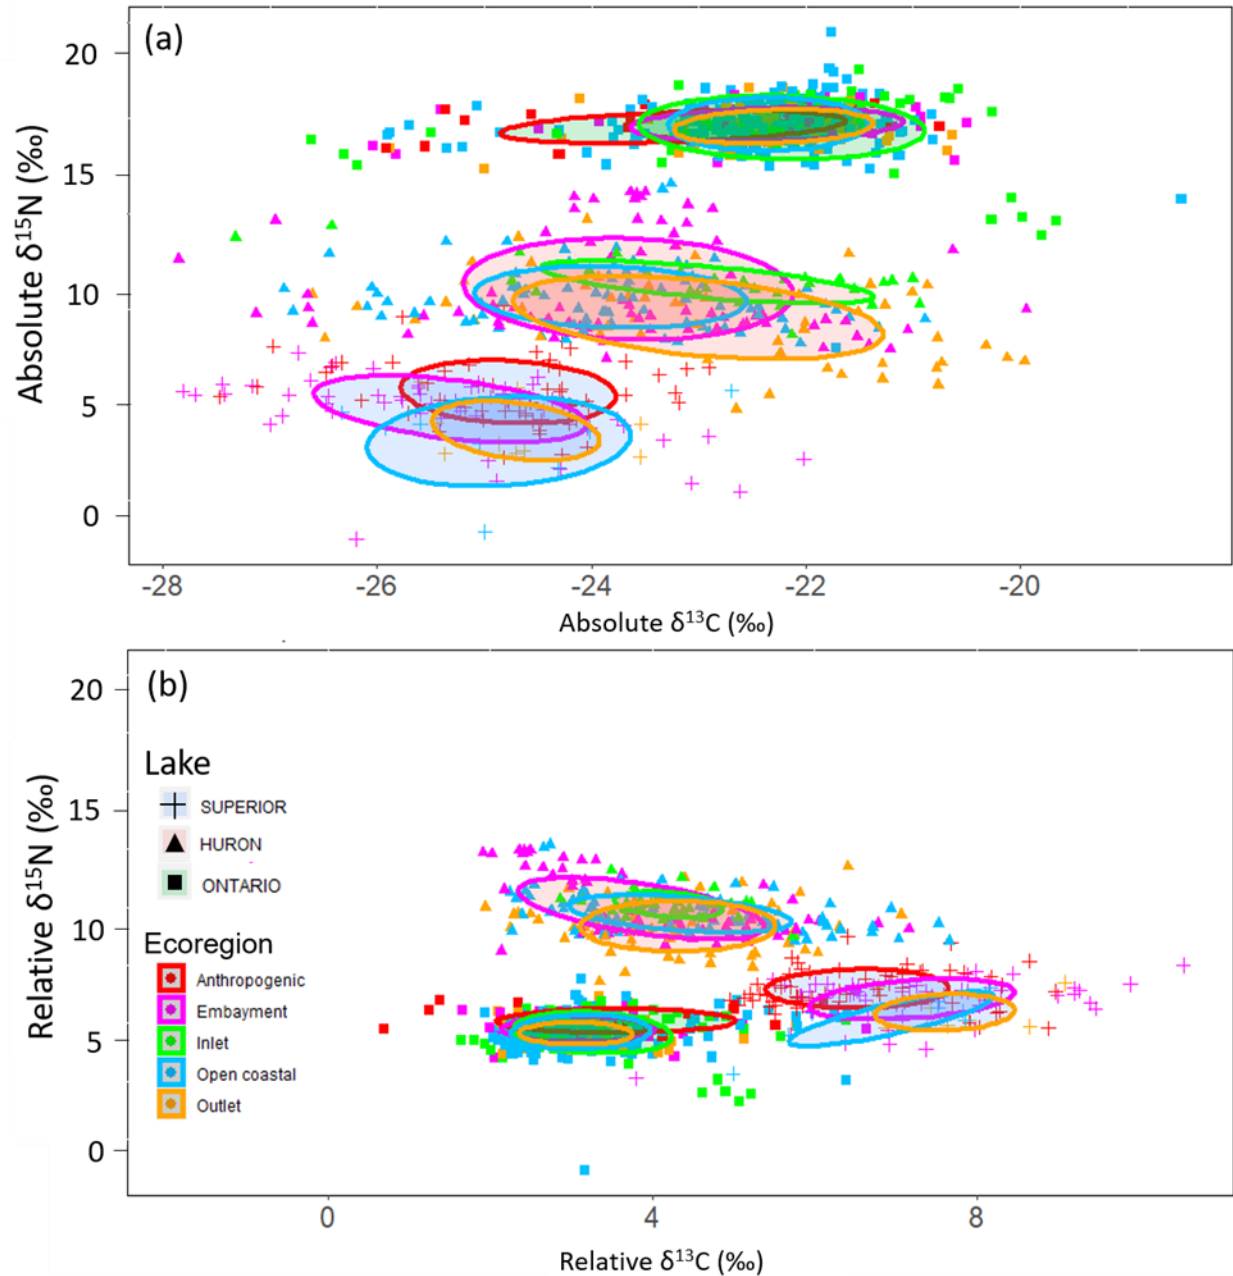 (a)
20
15
10
5
0
Absolute δ15N (‰)
-28 -26 -24 -22 -20
Absolute δ13C (‰)
(b)
20
15
10
5
0
Relative δ15N (‰)
Lake
SUPERIOR
HURON
ONTARIO
Ecoregion
Anthropogenic
Embayment
Inlet
Open coastal
Outlet
0 4 8
Relative δ13C (‰)